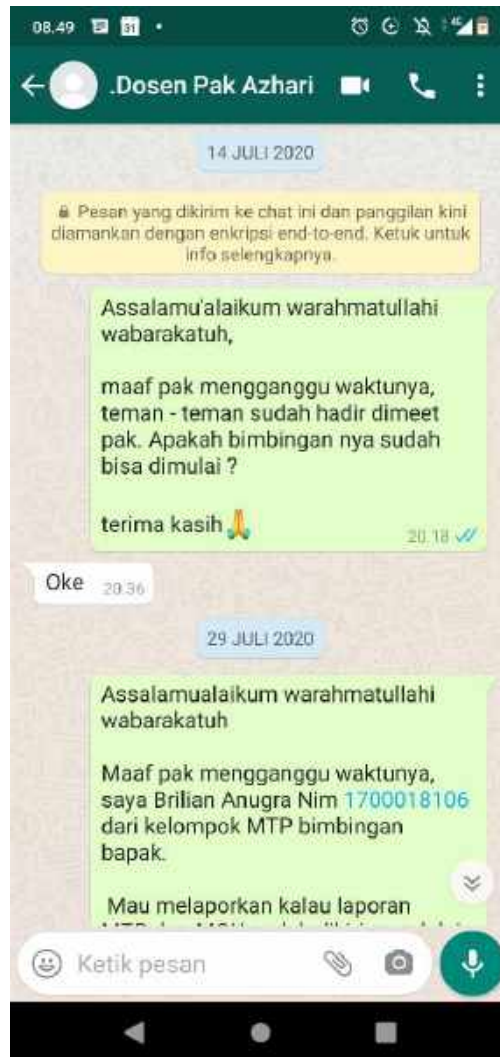 08.49
31
.Dosen Pak Azhari
14 JULI 2020
Pesan yang dikirim ke chat ini dan panggilan kini
diamankan dengan enkripsi end-to-end. Ketuk untuk
info selengkapnya.
Assalamu'alaikum warahmatullahi
wabarakatuh,
maaf pak mengganggu waktunya,
teman - teman sudah hadir dimeet
pak. Apakah bimbingan nya sudah
bisa dimulai ?
terima kasih🙏
20.18
Oke 20.36
29 JULI 2020
Assalamualaikum warahmatullahi
wabarakatuh
Maaf pak mengganggu waktunya,
saya Brilian Anugra Nim 1700018106
dari kelompok MTP bimbingan
bapak.
Mau melaporkan kalau laporan
Ketik pesan